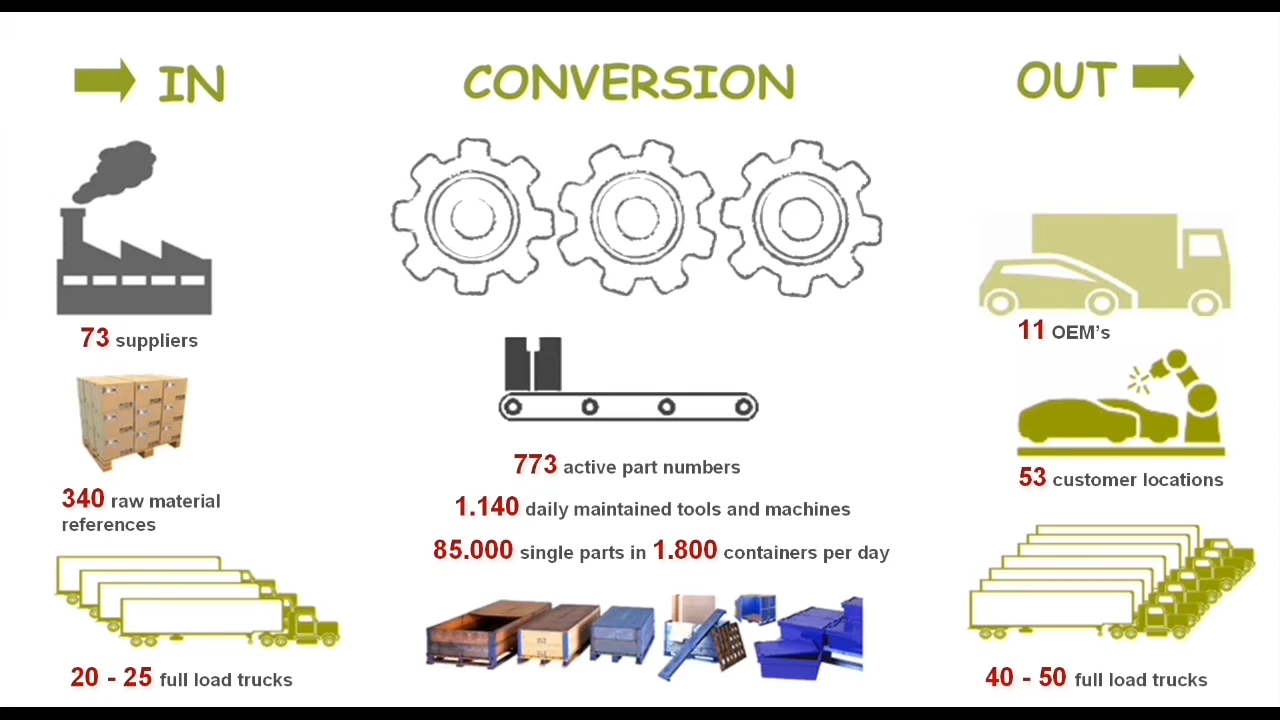 IN
CONVERSION
OUT
73 suppliers
340 raw material
references
20 - 25 full load trucks
773 active part numbers
1.140 daily maintained tools and machines
85.000 single parts in 1.800 containers per day
11 OEM's
53 customer locations
40 - 50 full load trucks